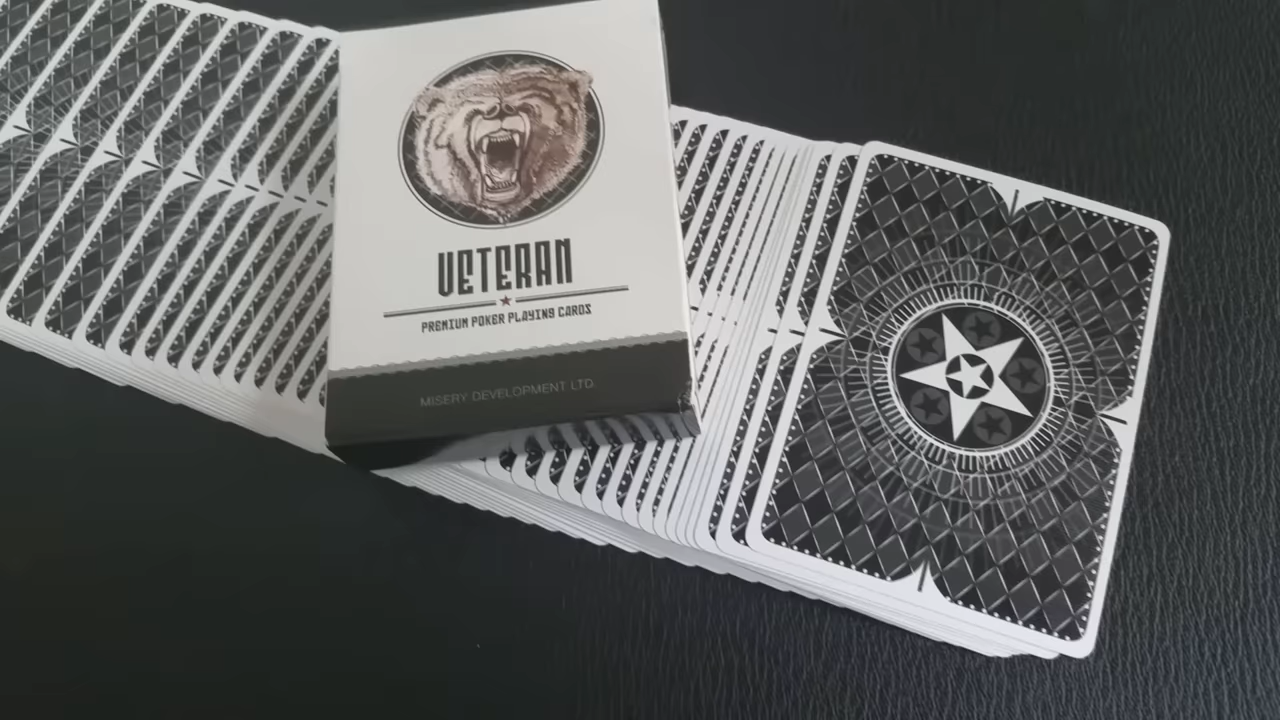 VETERAN
PREMIUM POKER PLAYING CARDS
MISERY DEVELOPMENT LTD